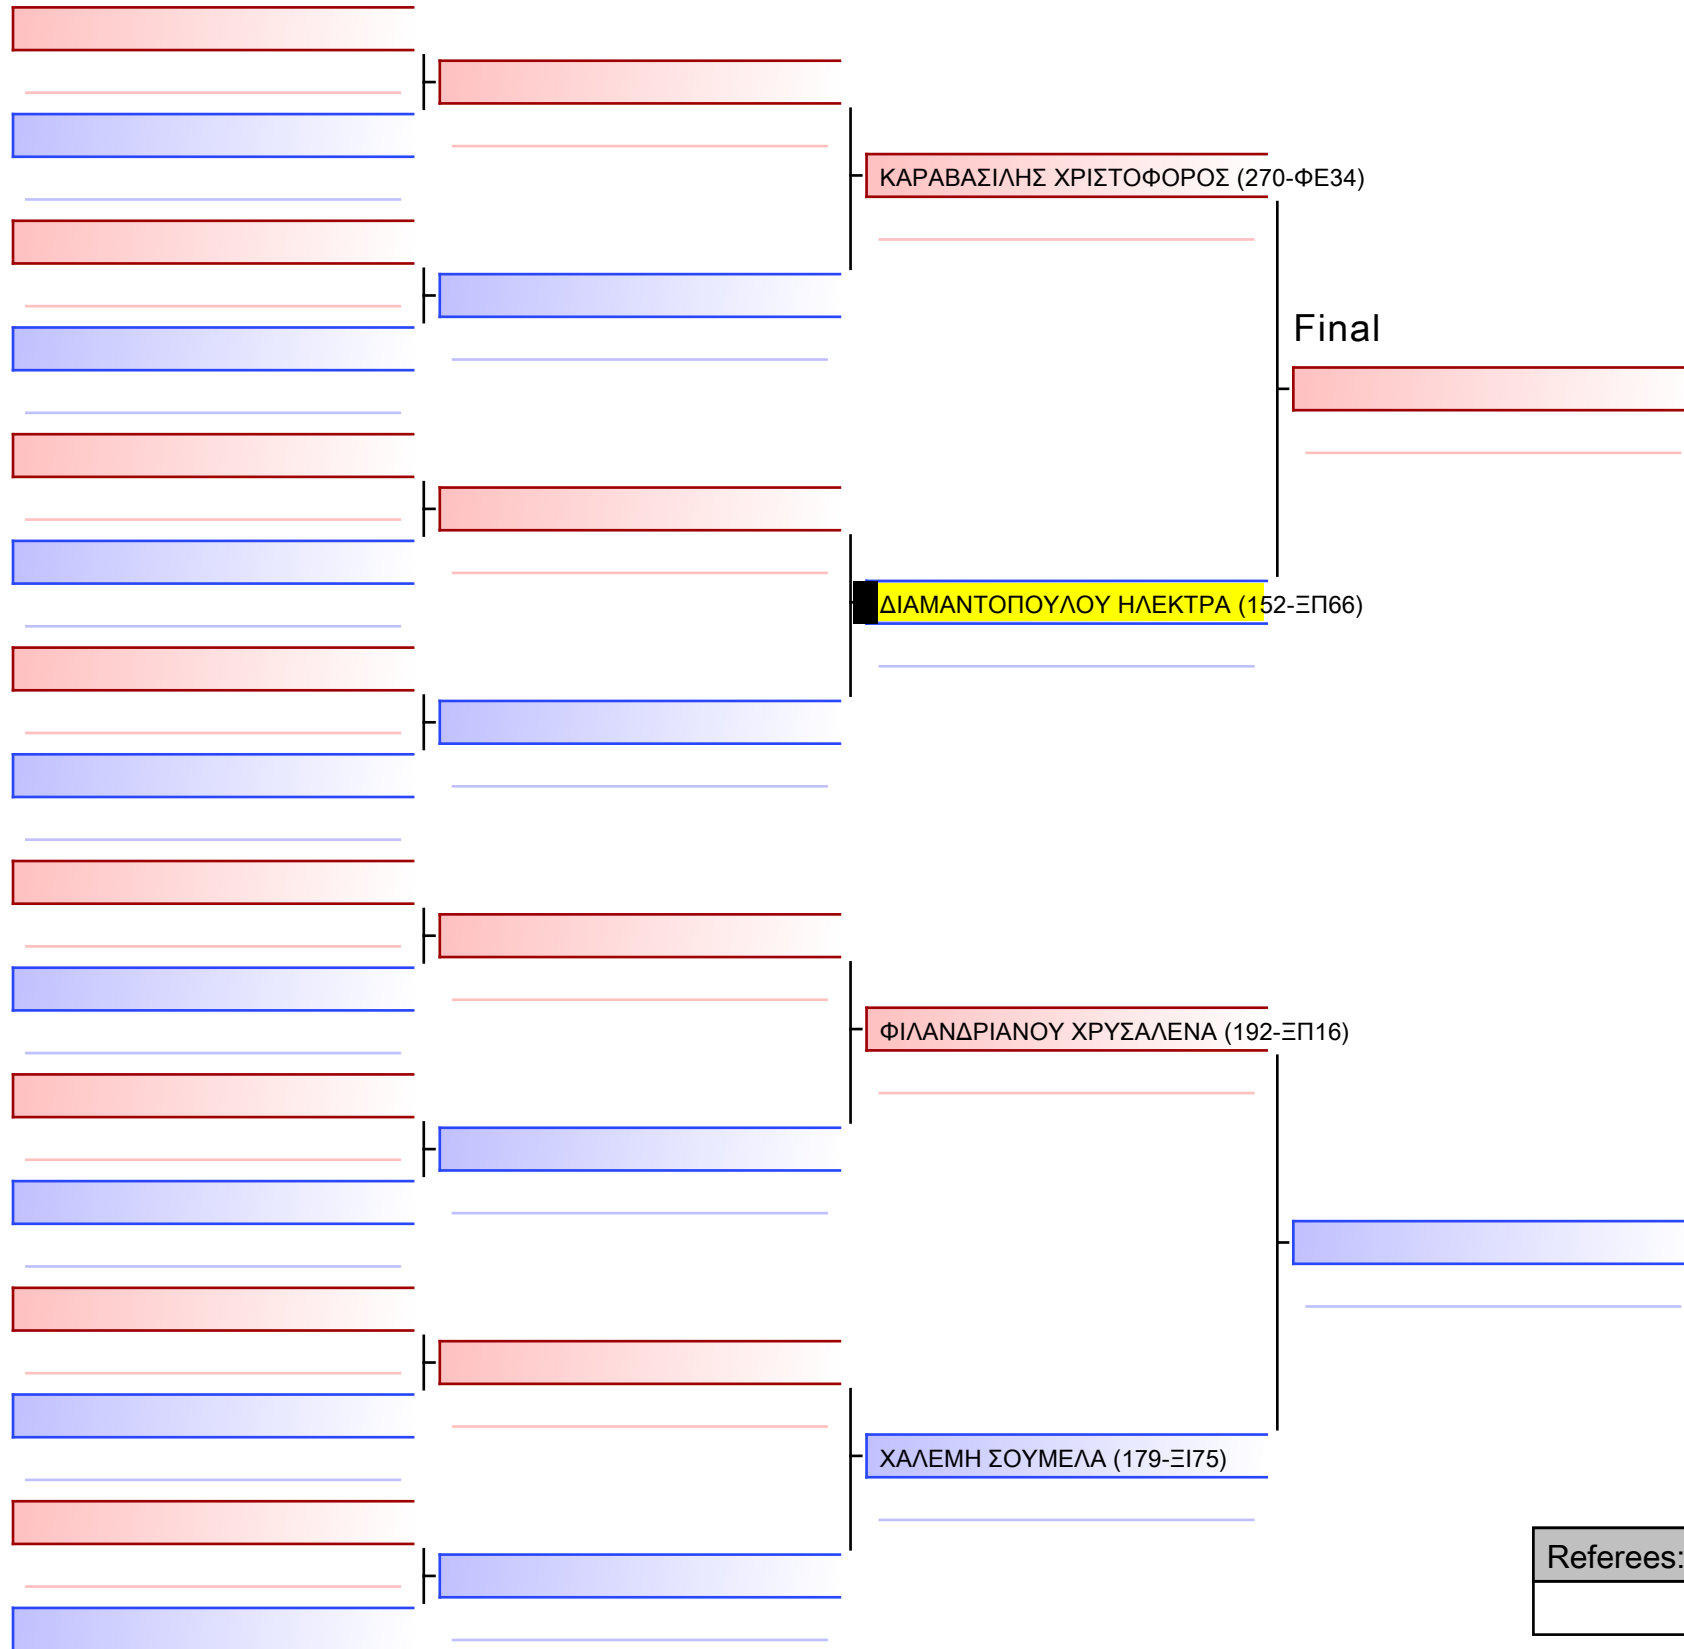 ΚΑΡΑΒΑΣΙΛΗΣ ΧΡΙΣΤΟΦΟΡΟΣ (270-ΦΕ34)
Final
ΔΙΑΜΑΝΤΟΠΟΥΛΟΥ ΗΛΕΚΤΡΑ (152-ΞΠ66)
ΦΙΛΑΝΔΡΙΑΝΟΥ ΧΡΥΣΑΛΕΝΑ (192-ΞΠ16)
ΧΑΛΕΜΗ ΣΟΥΜΕΛΑ (179-ΞΙ75)
Referees: